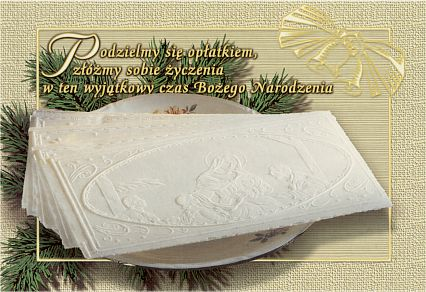 Podzielmy się opłatkiem,
złóżmy sobie życzenia
w ten wyjątkowy czas Bożego Narodzenia